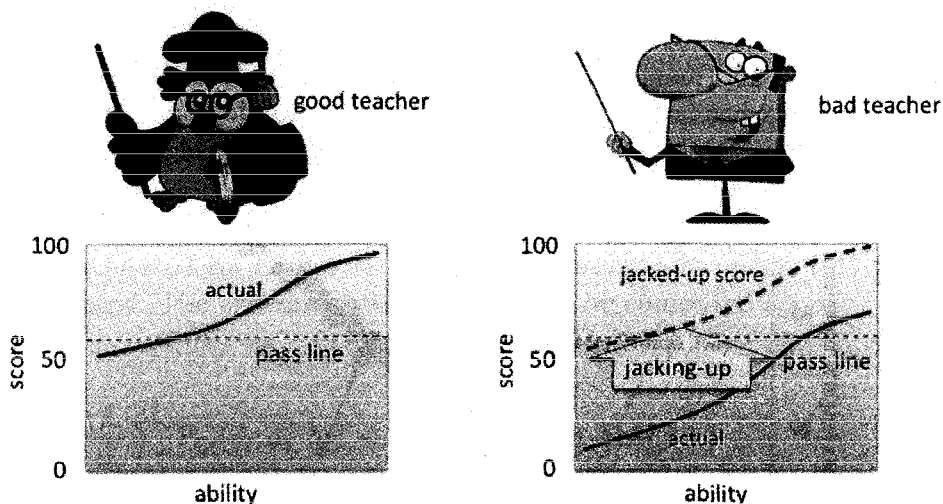 good teacher
bad teacher
100
actual
pass line
50
0
score
ability
100
jacked-up score
pass line
50
jacking-up
actual
0
score
ability